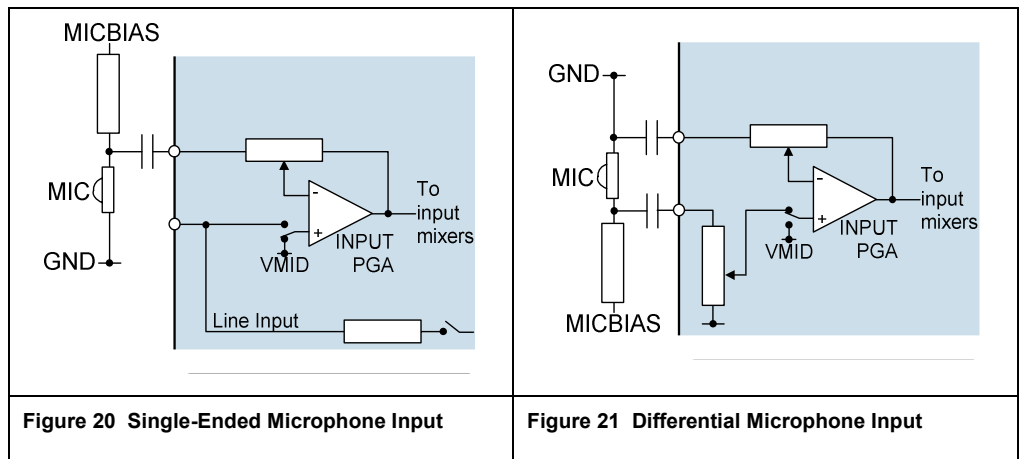 MICBIAS
MIC
GND
-
+
VMID
INPUT
PGA
To
input
mixers
Line Input
GND
MIC
MICBIAS
-
+
VMID
INPUT
PGA
To
input
mixers
Figure 20 Single-Ended Microphone Input
Figure 21 Differential Microphone Input